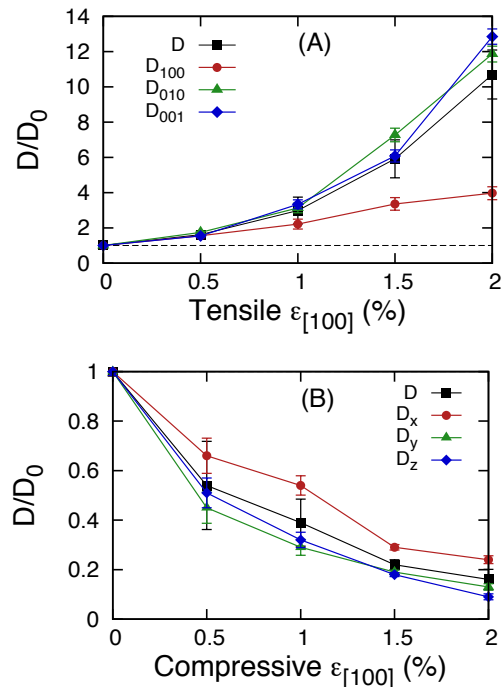 (A)
D
D100
D010
D001
D/D0
14
12
10
8
6
4
2
0
0 0.5 1 1.5 2
Tensile ε[100] (%)
(B)
D
Dx
Dy
Dz
D/D0
1
0.8
0.6
0.4
0.2
0
0 0.5 1 1.5 2
Compressive ε[100] (%)